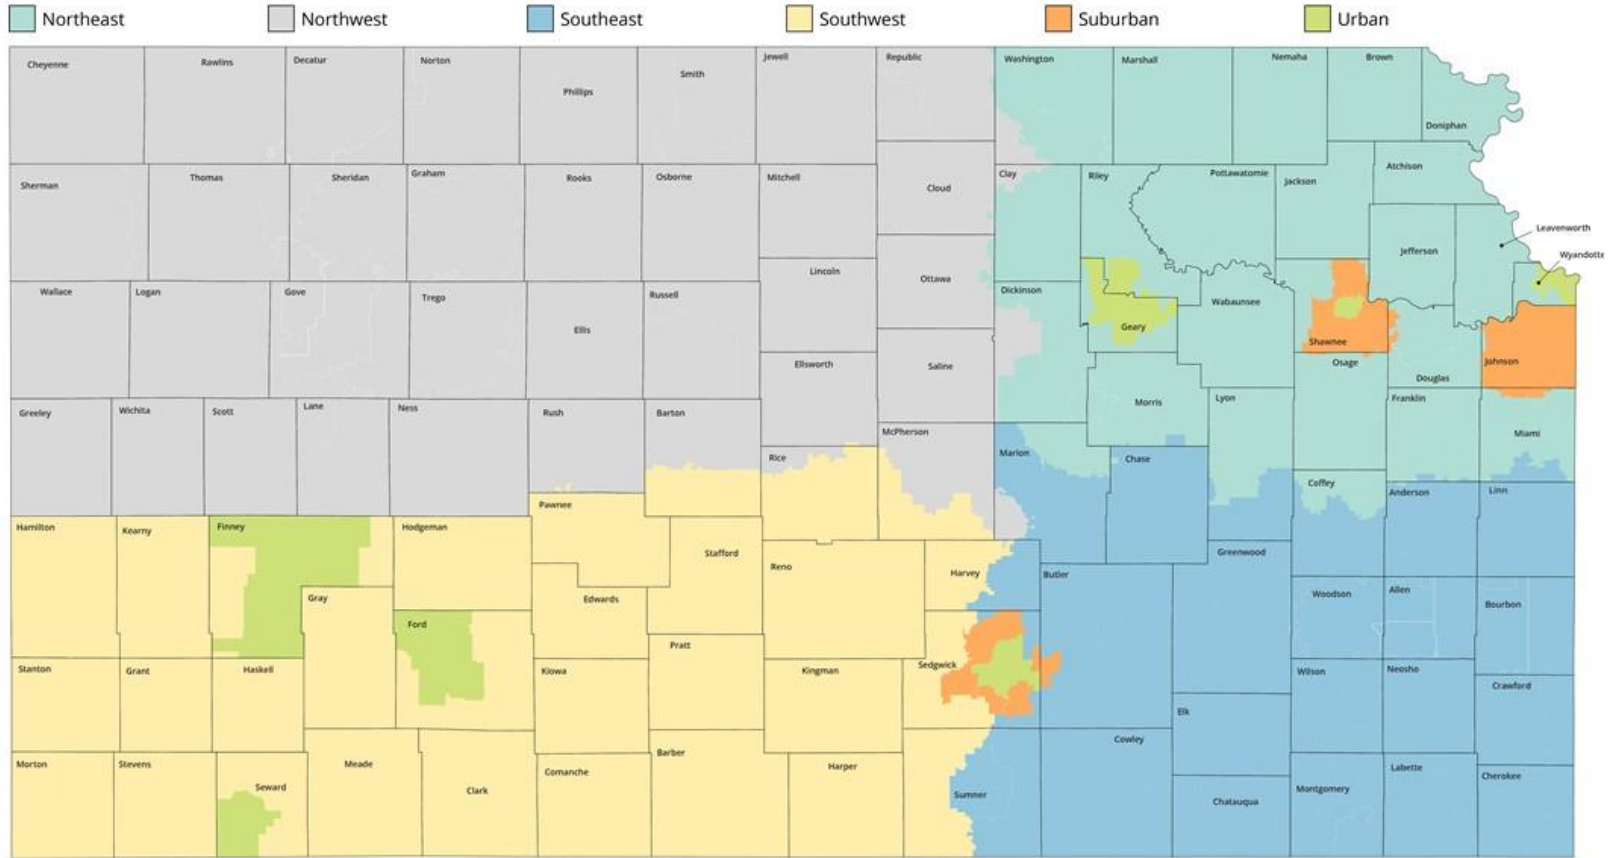 Northeast
Northwest
Southeast
Southwest
Suburban
Urban
Cheyenne
Rawlins
Decatur
Norton
Phillips
Smith
Jewell
Republic
Washington
Marshall
Nemaha
Brown
Doniphan
Sherman
Thomas
Sheridan
Graham
Rooks
Osborne
Mitchell
Cloud
Clay
Riley
Pottawatomie
Jackson
Atchison
Leavenworth
Wyandotte
Jefferson
Wallace
Logan
Gove
Trego
Ellis
Russell
Lincoln
Ottawa
Dickinson
Geary
Wabaunsee
Shawnee
Osage
Douglas
Johnson
Ellsworth
Saline
Greeley
Wichita
Scott
Lane
Ness
Rush
Barton
Rice
McPherson
Marion
Morris
Chase
Lyon
Franklin
Miami
Coffey
Anderson
Linn
Hamilton
Kearny
Finney
Hodgeman
Pawnee
Stafford
Reno
Harvey
Butler
Greenwood
Woodson
Allen
Bourbon
Gray
Ford
Edwards
Stanton
Grant
Haskell
Kiowa
Pratt
Kingman
Sedgwick
Wilson
Neosho
Crawford
Elk
Morton
Stevens
Seward
Meade
Clark
Comanche
Barber
Harper
Sumner
Cowley
Chatauqua
Montgomery
Labette
Cherokee